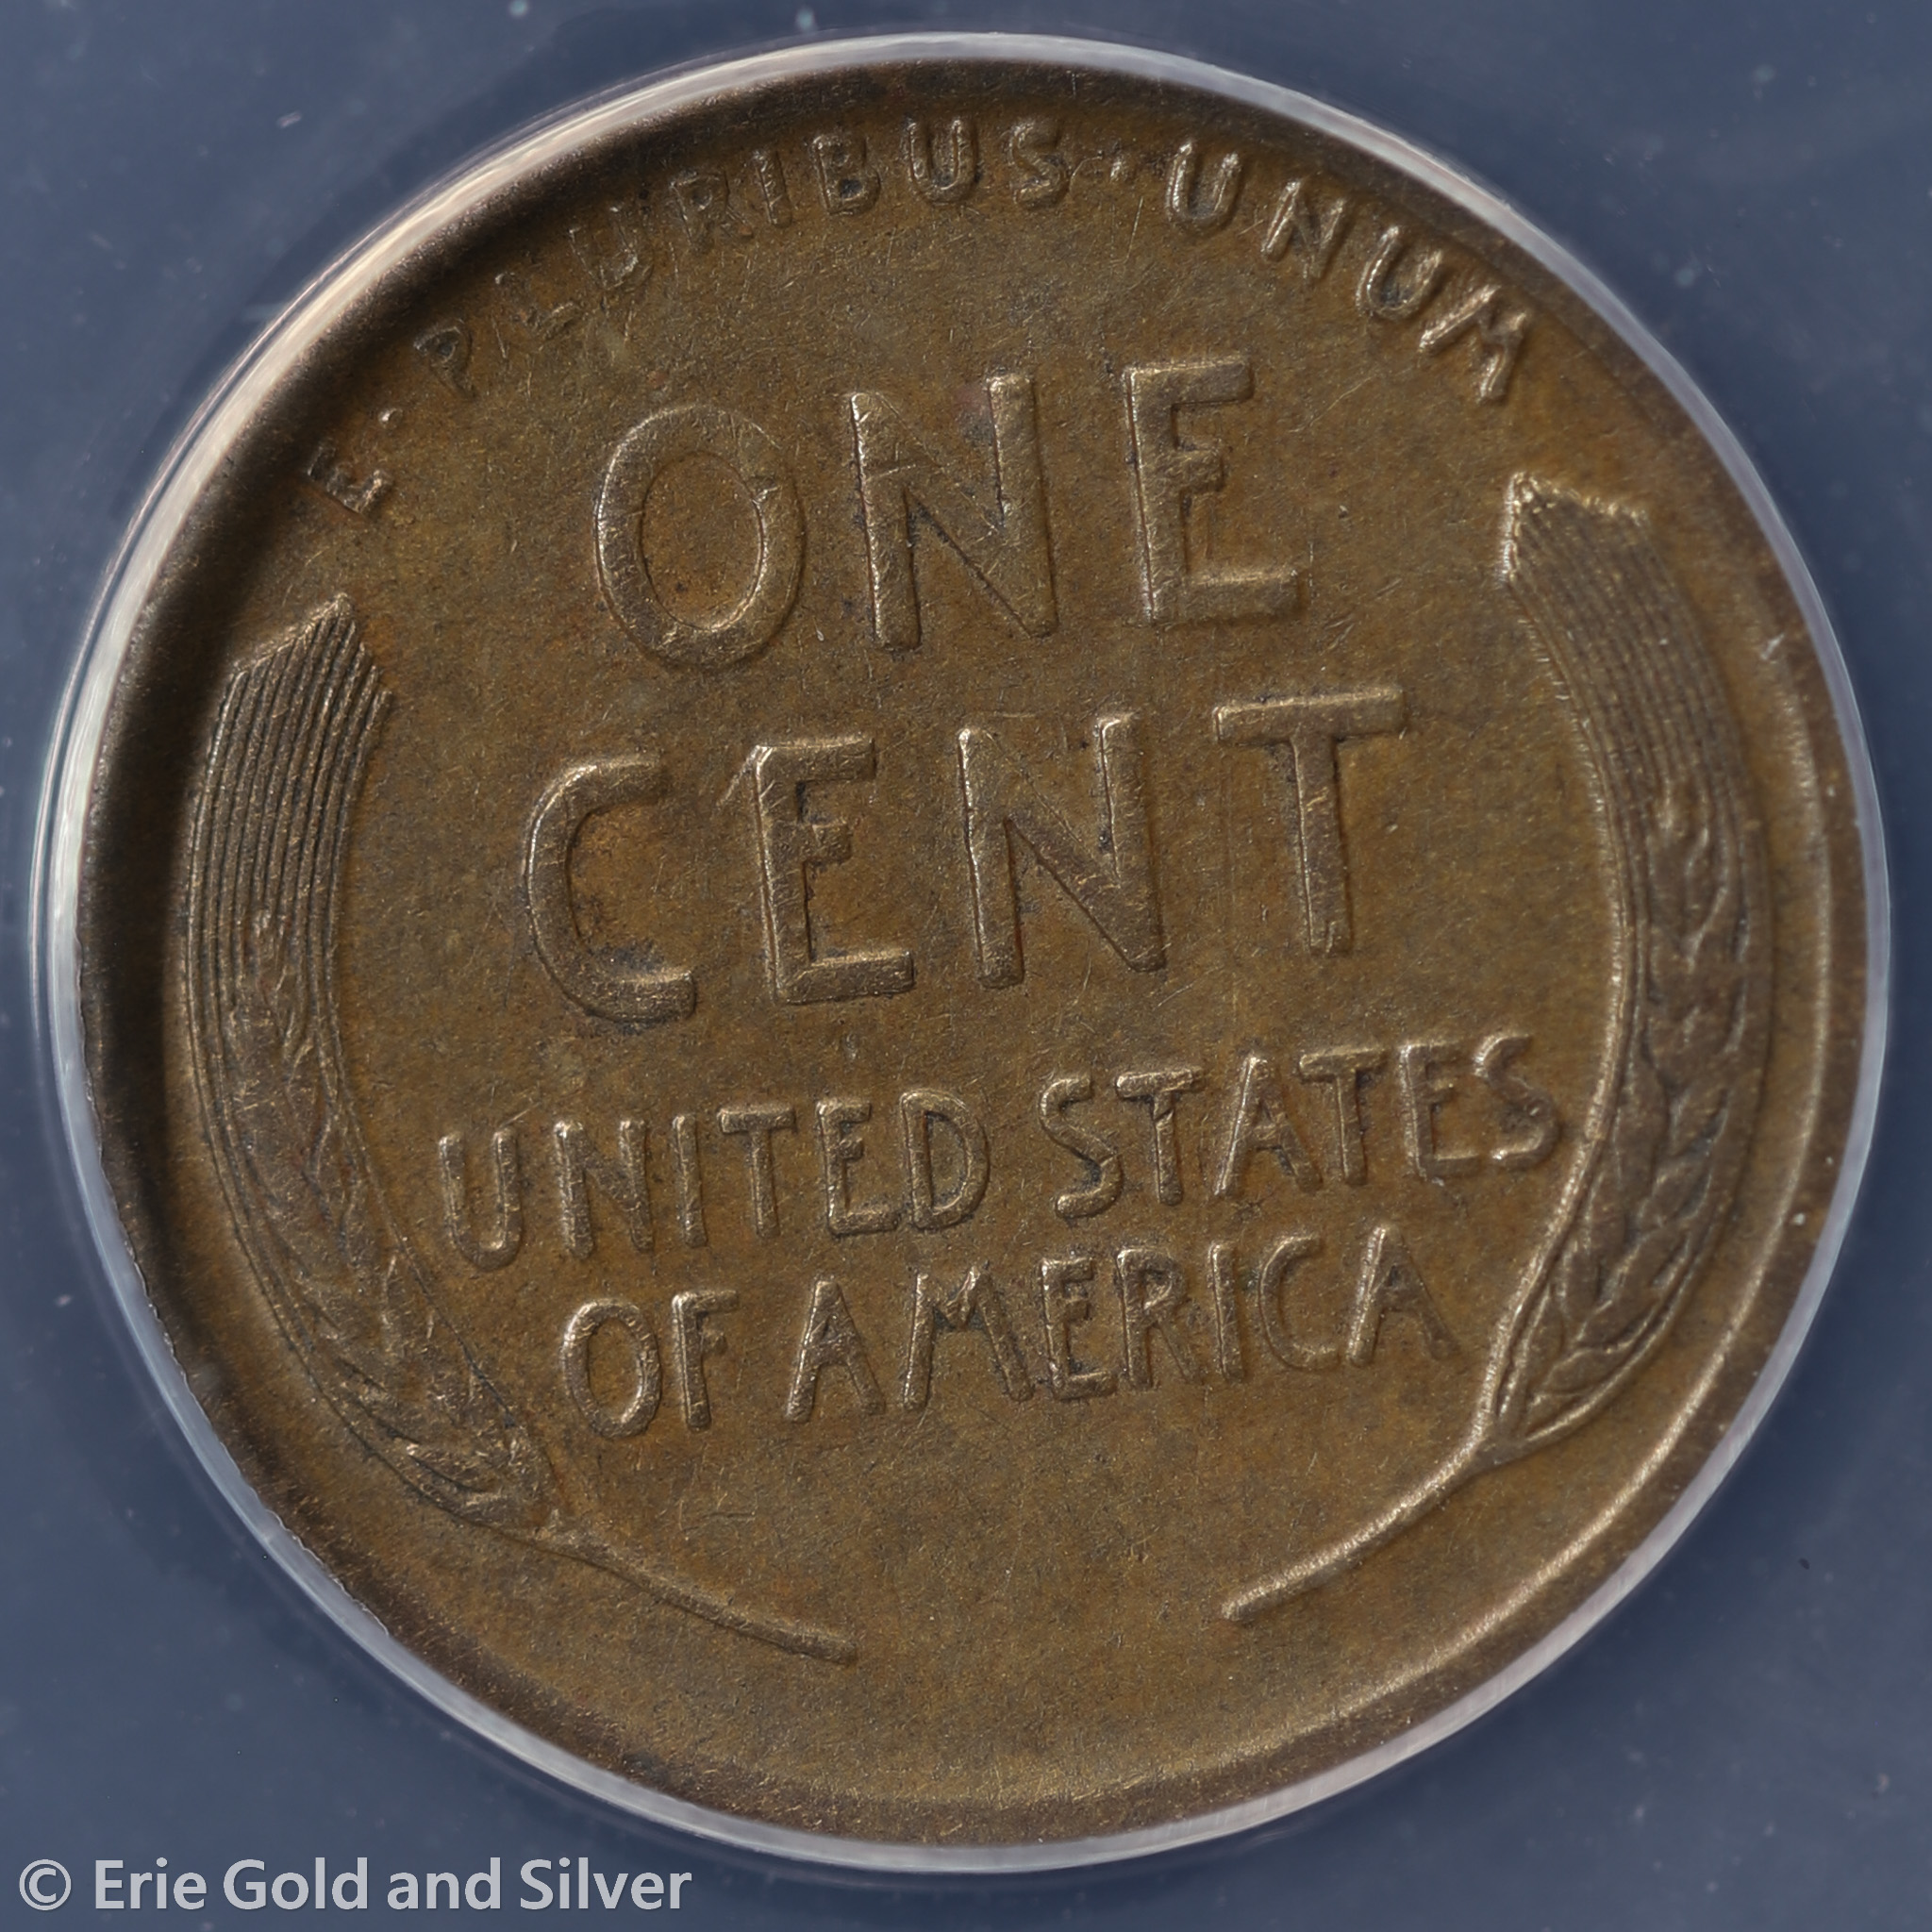 E · PLURIBUS · UNUM
ONE
CENT
UNITED STATES
OF AMERICA
© Erie Gold and Silver